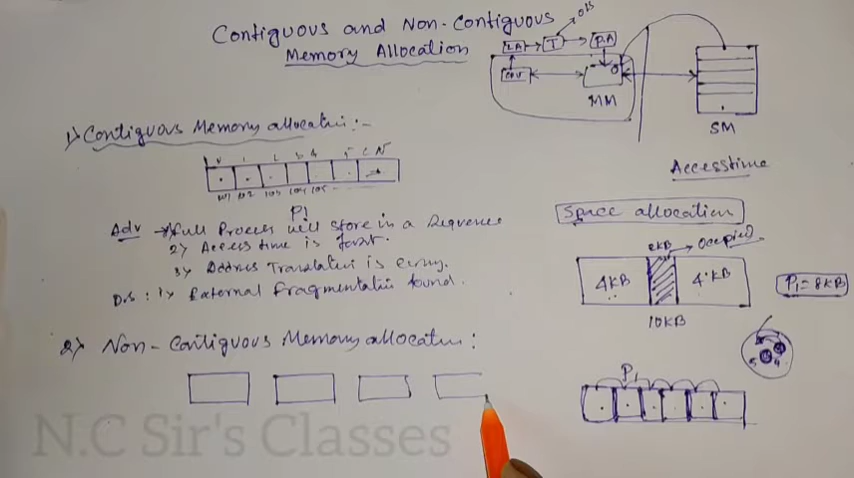 Contiguous and Non-Contiguous
Memory Allocation
LA
T
OLS
P.A
CPU
MM
SM
Accesstime
1) Contiguous Memory allocation:-
101 102 103 104 105
P1
Adv → 1) Full Process will store in a Sequence
2) Access time is fast.
3) Address Translation is easy.
D.S : 1) External fragmentation found.
Space allocation
2KB → occupied
4KB
4KB
P1 = 8KB
10KB
2) Non-Contiguous Memory allocation:
P1
N.C Sir's Classes